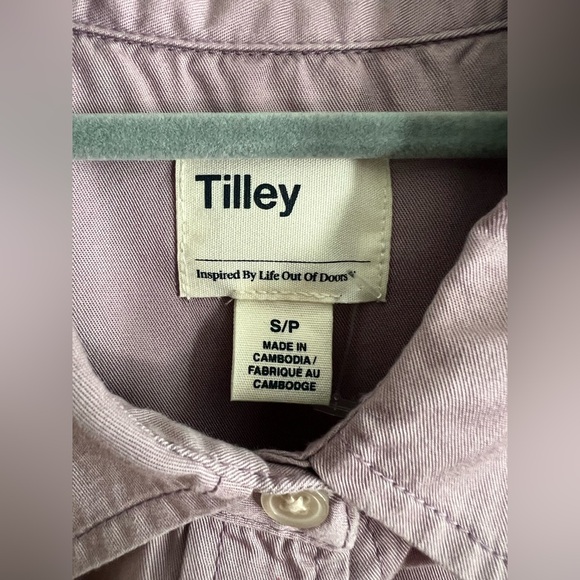 Tilley
Inspired By Life Out Of Doors
S/P
MADE IN
CAMBODIA /
FABRIQUÉ AU
CAMBODGE